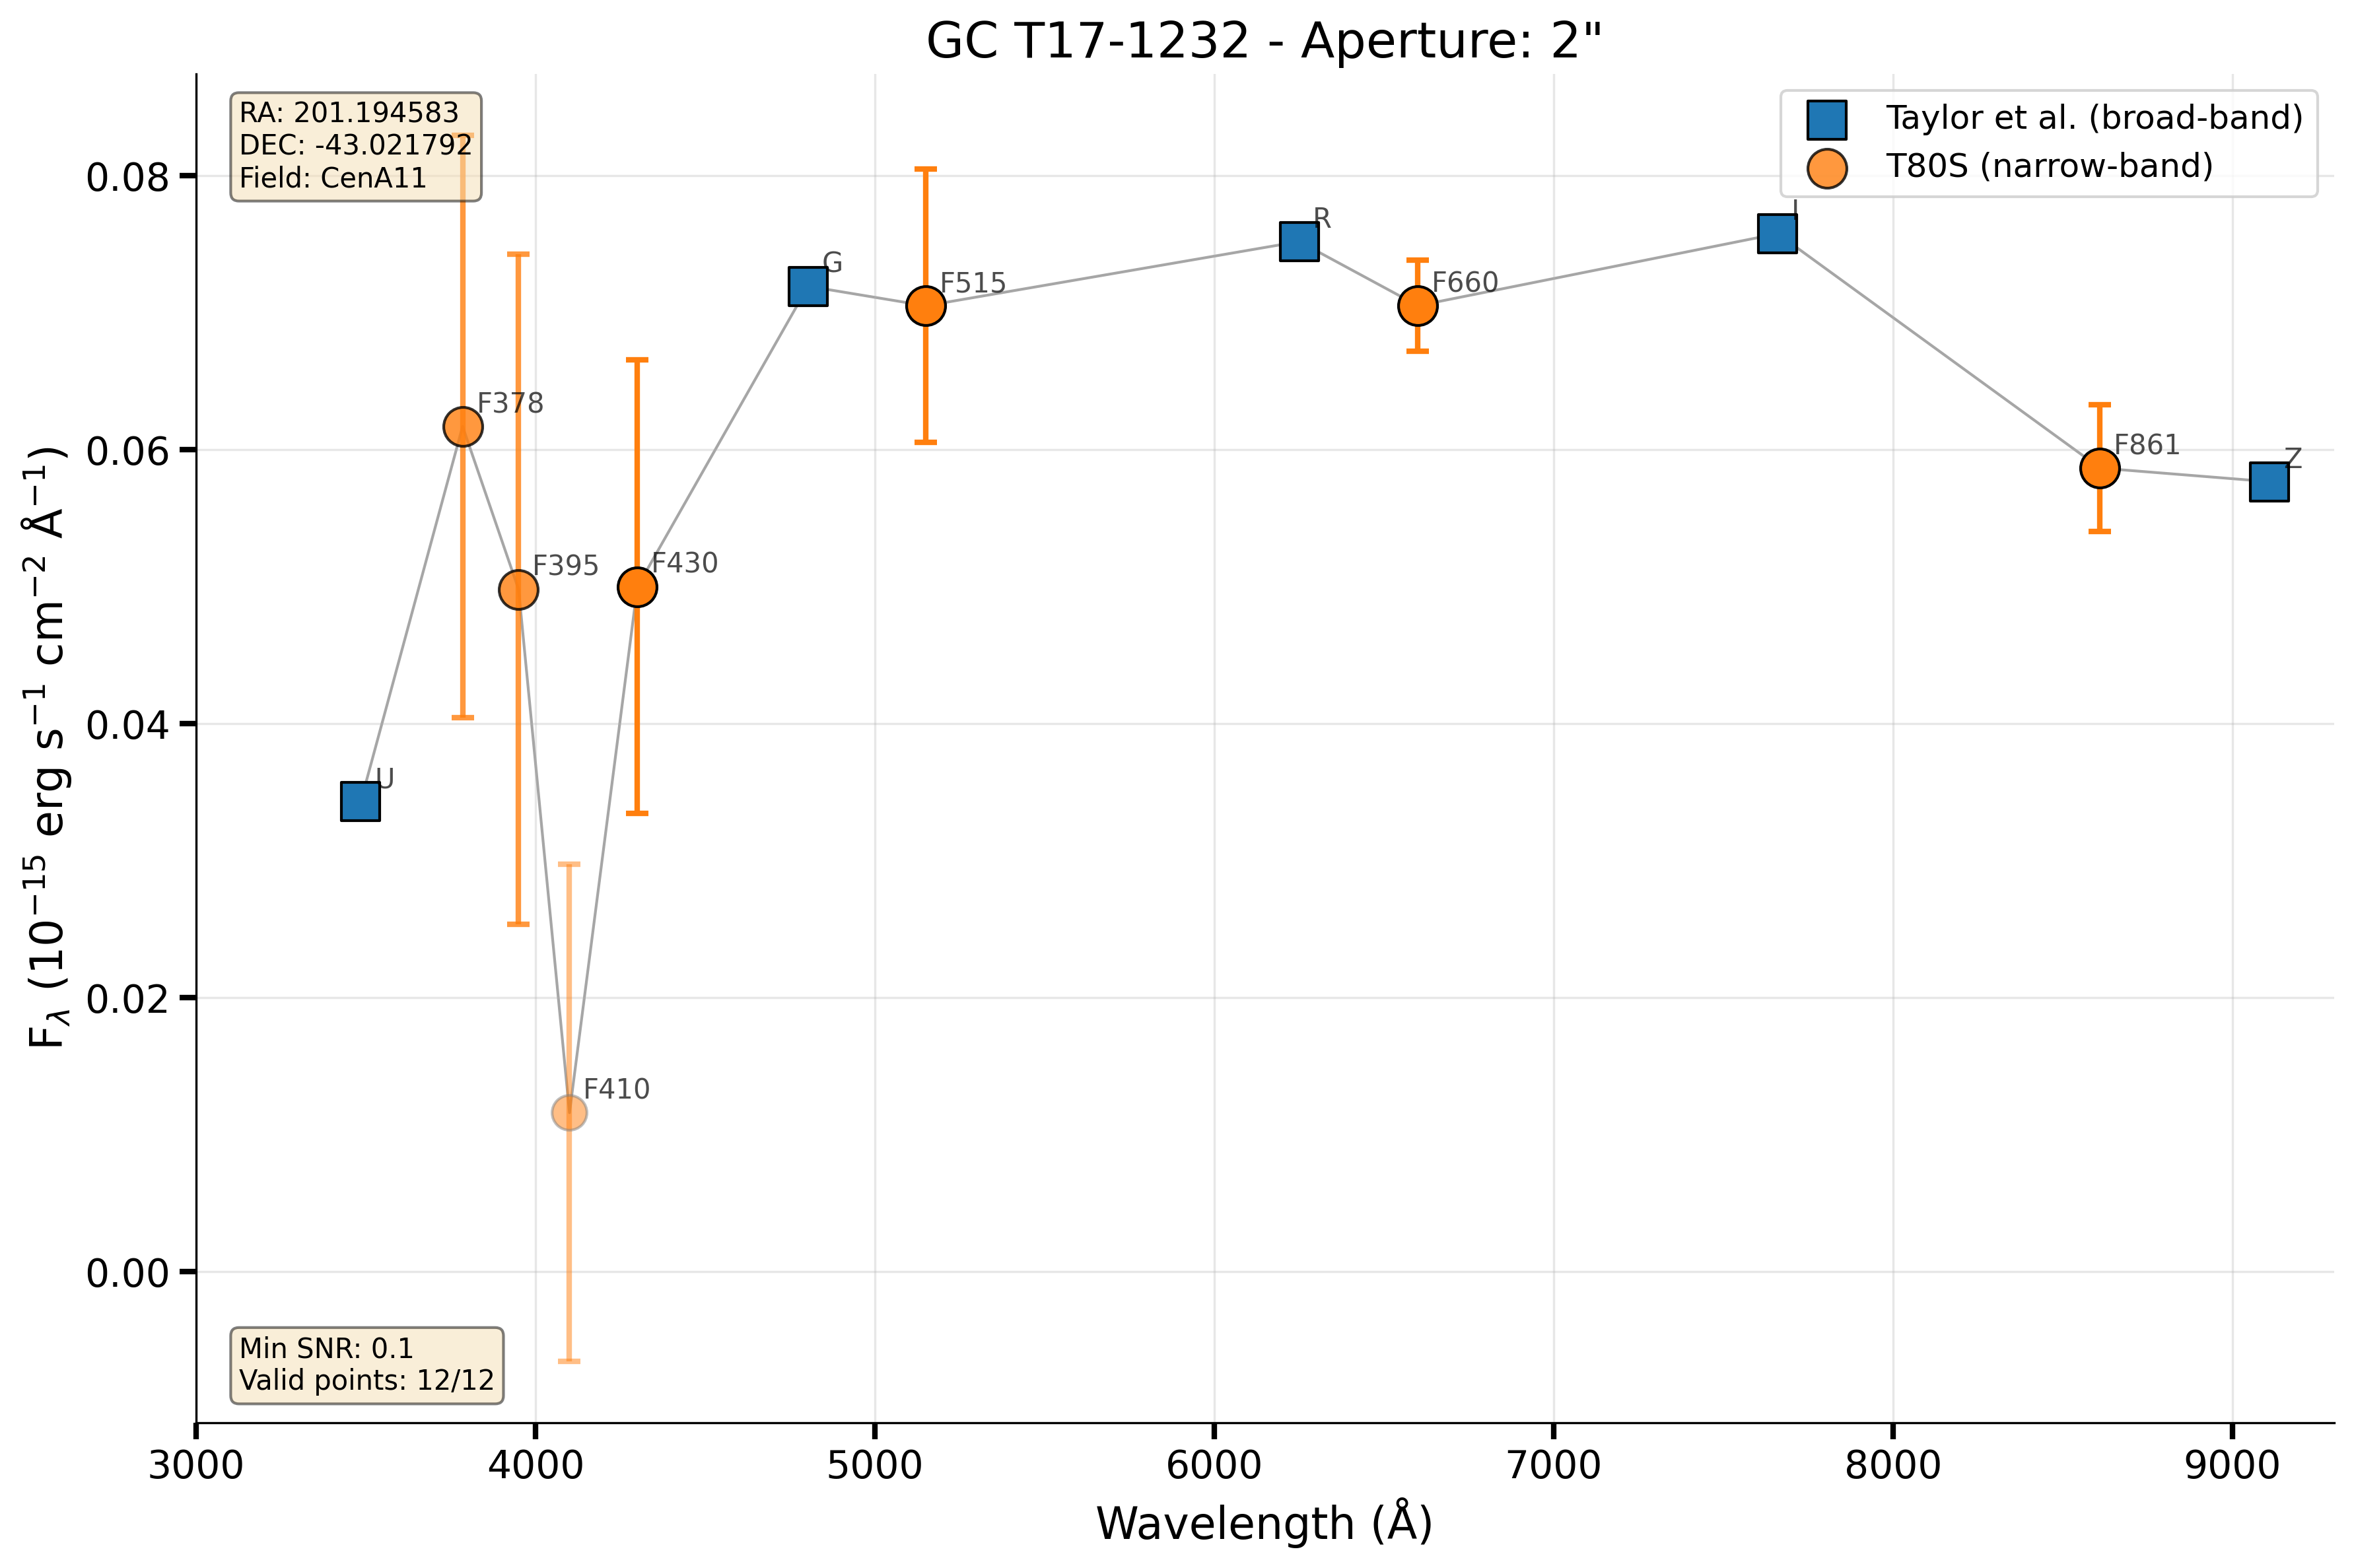 GC T17-1232 - Aperture: 2"
RA: 201.194583
DEC: -43.021792
Field: CenA11
Taylor et al. (broad-band)
T80S (narrow-band)
U
F378
F395
F410
F430
G
F515
R
F660
I
F861
Z
Min SNR: 0.1
Valid points: 12/12
0.08
0.06
0.04
0.02
0.00
3000 4000 5000 6000 7000 8000 9000
Wavelength (Å)
F_λ (10⁻¹⁵ erg s⁻¹ cm⁻² Å⁻¹)